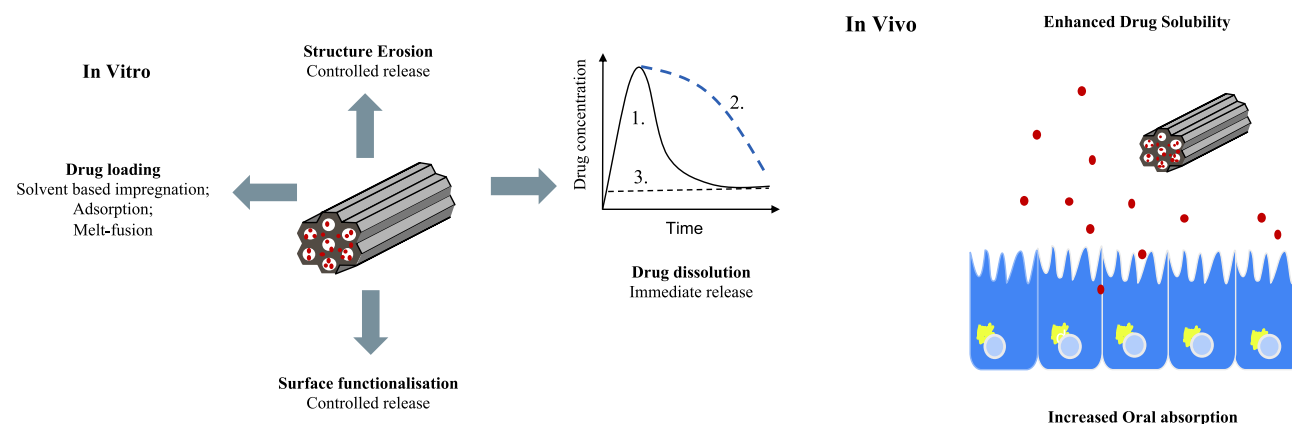 In Vitro
Structure Erosion
Controlled release
Drug loading
Solvent based impregnation;
Adsorption;
Melt-fusion
Surface functionalisation
Controlled release
Drug concentration
1.
2.
3.
Time
Drug dissolution
Immediate release
In Vivo
Enhanced Drug Solubility
Increased Oral absorption